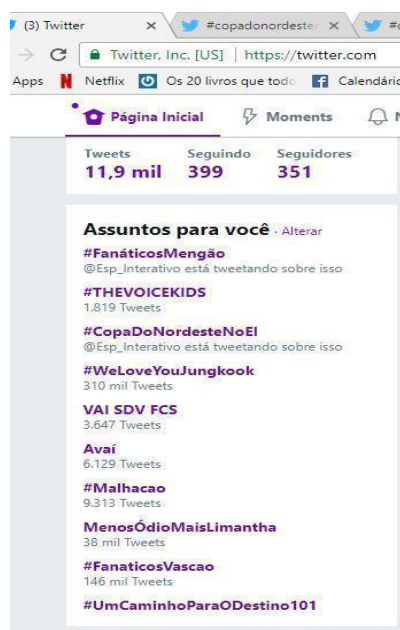 (3) Twitter
#copadonordeste
Twitter, Inc. [US] | https://twitter.com
Apps Netflix Os 20 livros que todo Calendário
Página Inicial Moments N
Tweets Seguindo Seguidores
11,9 mil 399 351
Assuntos para você · Alterar
#FanáticosMengão
@Esp_Interativo está tweetando sobre isso
#THEVOICEKIDS
1.819 Tweets
#CopaDoNordesteNoEI
@Esp_Interativo está tweetando sobre isso
#WeLoveYouJungkook
310 mil Tweets
VAI SDV FCS
3.647 Tweets
Avaí
6.129 Tweets
#Malhacao
9.313 Tweets
MenosÓdioMaisLimantha
38 mil Tweets
#FanaticosVascao
146 mil Tweets
#UmCaminhoParaODestino101